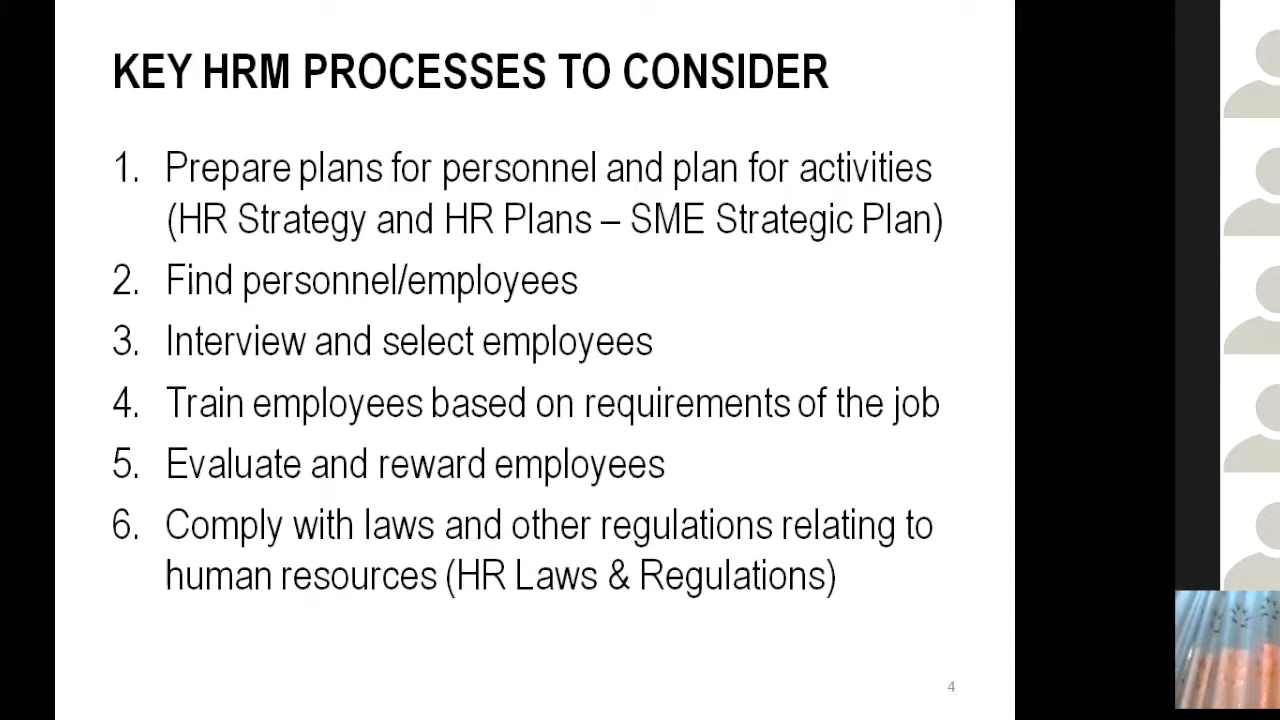 KEY HRM PROCESSES TO CONSIDER
1. Prepare plans for personnel and plan for activities
(HR Strategy and HR Plans – SME Strategic Plan)
2. Find personnel/employees
3. Interview and select employees
4. Train employees based on requirements of the job
5. Evaluate and reward employees
6. Comply with laws and other regulations relating to
human resources (HR Laws & Regulations)
4